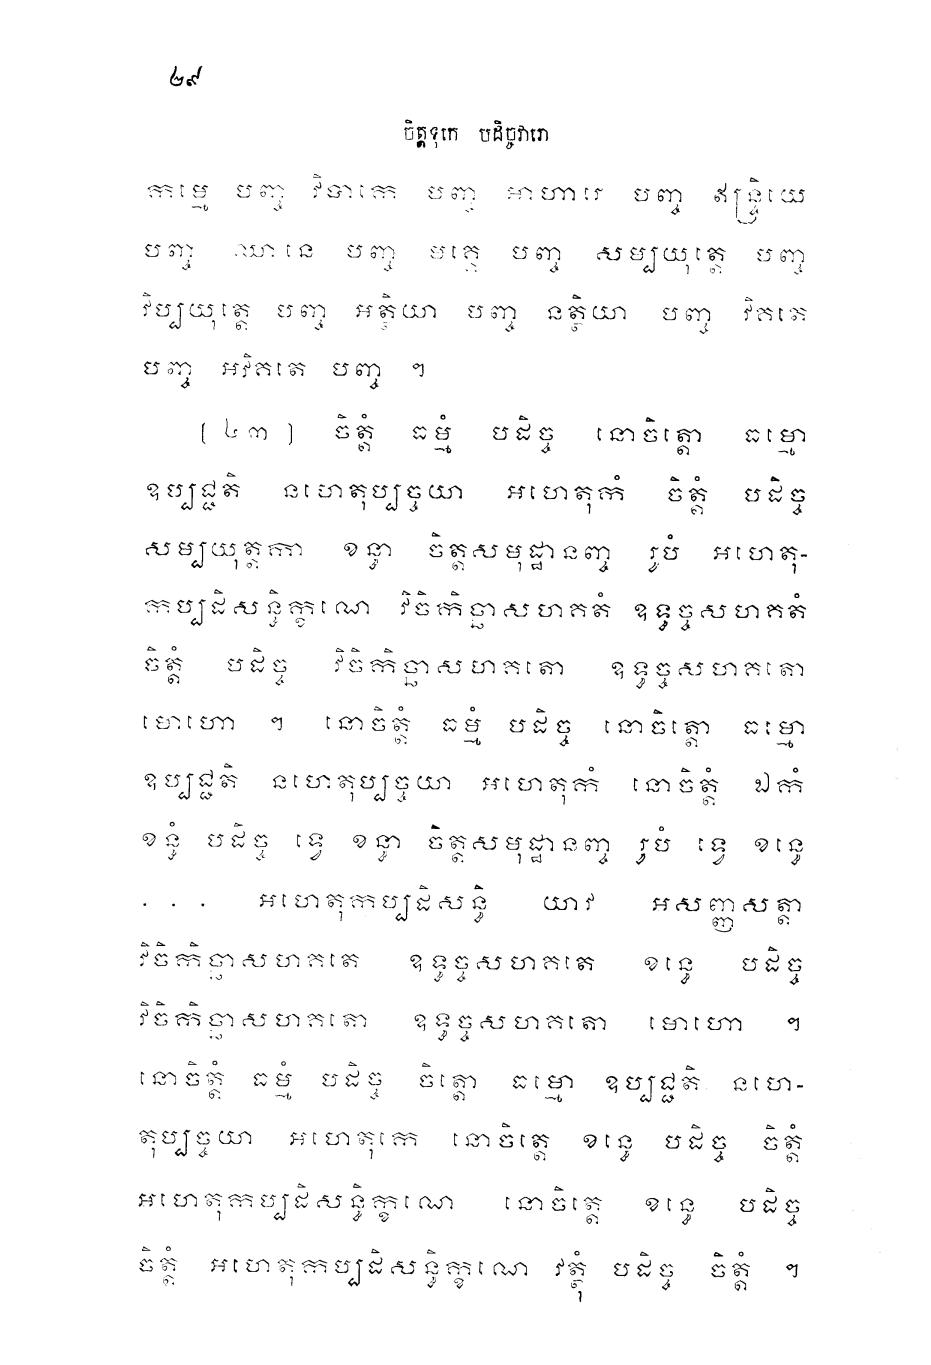 ២៩
ចិត្តទុកេ បដិច្ចវារោ
កម្មេ បញ្ច វិបាកេ បញ្ច អាហារេ បញ្ច ឥន្ទ្រិយេ
បញ្ច ឈានេ បញ្ច មគ្គេ បញ្ច សម្បយុត្តេ បញ្ច
វិប្បយុត្តេ បញ្ច អត្ថិយា បញ្ច នត្ថិយា បញ្ច វិគតេ
បញ្ច អវិគតេ បញ្ច ។
[៤៣] ចិត្តំ ធម្មំ បដិច្ច នោចិត្តោ ធម្មោ
ឧប្បជ្ជតិ នហេតុប្បច្ចយា អហេតុកំ ចិត្តំ បដិច្ច
សម្បយុត្តកា ខន្ធា ចិត្តសមុដ្ឋានញ្ច រូបំ អហេតុ-
កប្បដិសន្ធិក្ខណេ វិចិកិច្ឆាសហគតំ ឧទ្ធច្ចសហគតំ
ចិត្តំ បដិច្ច វិចិកិច្ឆាសហគតោ ឧទ្ធច្ចសហគតោ
មោហោ ។ នោចិត្តំ ធម្មំ បដិច្ច នោចិត្តោ ធម្មោ
ឧប្បជ្ជតិ នហេតុប្បច្ចយា អហេតុកំ នោចិត្តំ ឯកំ
ខន្ធំ បដិច្ច ទ្វេ ខន្ធា ចិត្តសមុដ្ឋានញ្ច រូបំ ទ្វេ ខន្ធេ
... អហេតុកប្បដិសន្ធិ យាវ អសញ្ញសត្តា
វិចិកិច្ឆាសហគតេ ឧទ្ធច្ចសហគតេ ខន្ធេ បដិច្ច
វិចិកិច្ឆាសហគតោ ឧទ្ធច្ចសហគតោ មោហោ ។
នោចិត្តំ ធម្មំ បដិច្ច ចិត្តោ ធម្មោ ឧប្បជ្ជតិ នហេ-
តុប្បច្ចយា អហេតុកេ នោចិត្តេ ខន្ធេ បដិច្ច ចិត្តំ
អហេតុកប្បដិសន្ធិក្ខណេ នោចិត្តេ ខន្ធេ បដិច្ច
ចិត្តំ អហេតុកប្បដិសន្ធិក្ខណេ វត្ថុំ បដិច្ច ចិត្តំ ។